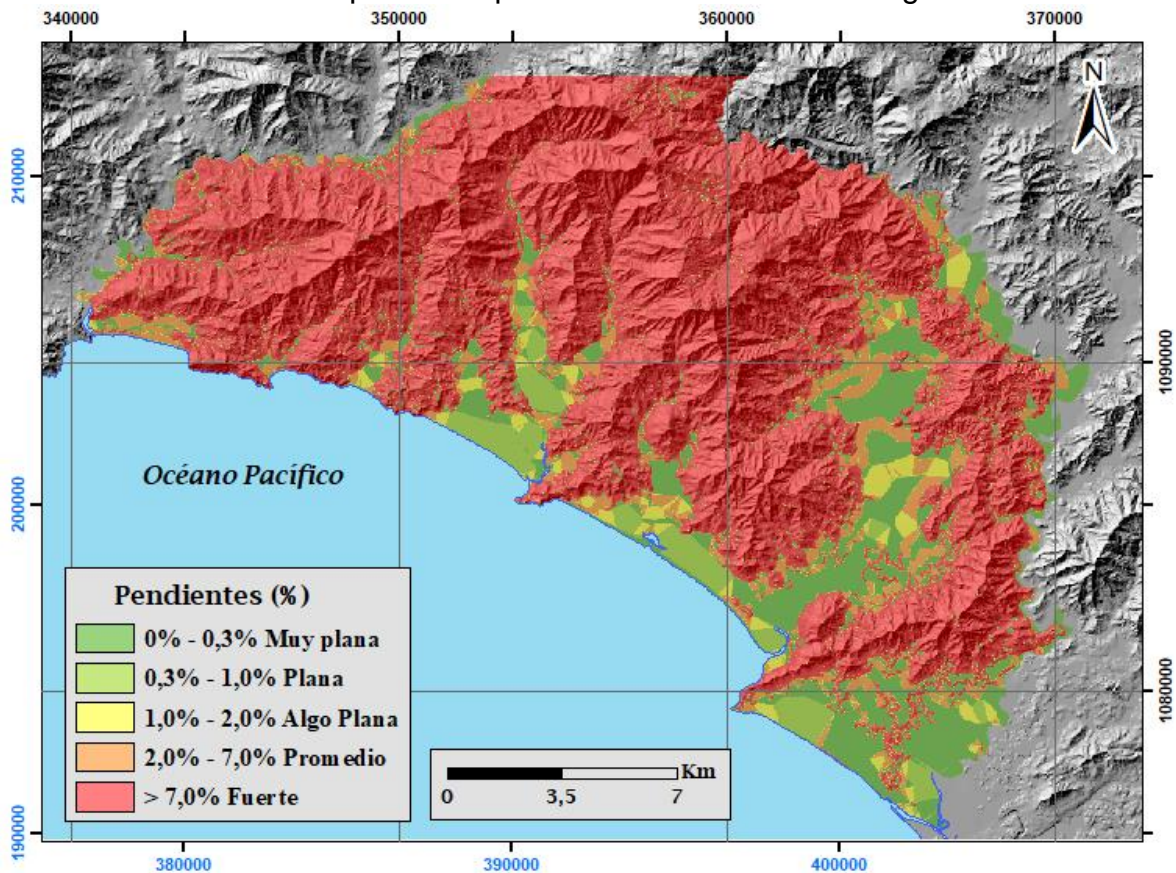 340000
350000
360000
370000
N
210000
1090000
Océano Pacífico
200000
Pendientes (%)
0% - 0,3% Muy plana
0,3% - 1,0% Plana
1,0% - 2,0% Algo Plana
2,0% - 7,0% Promedio
> 7,0% Fuerte
Km
0
3,5
7
1080000
190000
380000
390000
400000